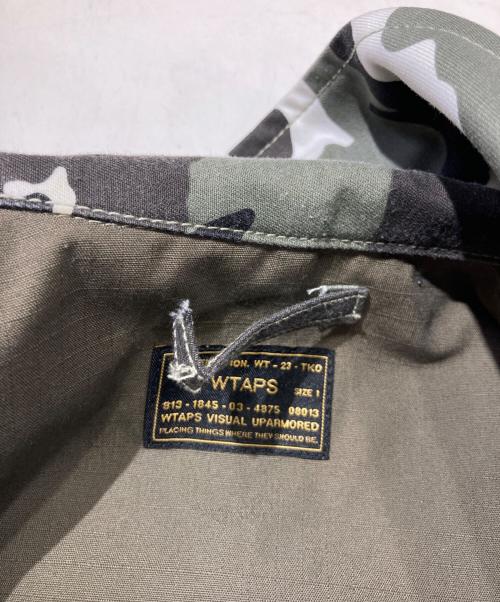 ION. WT - 23 - TKO
WTAPS SIZE 1
813 - 1845 - 03 - 4875 08013
WTAPS VISUAL UPARMORED
PLACING THINGS WHERE THEY SHOULD BE.